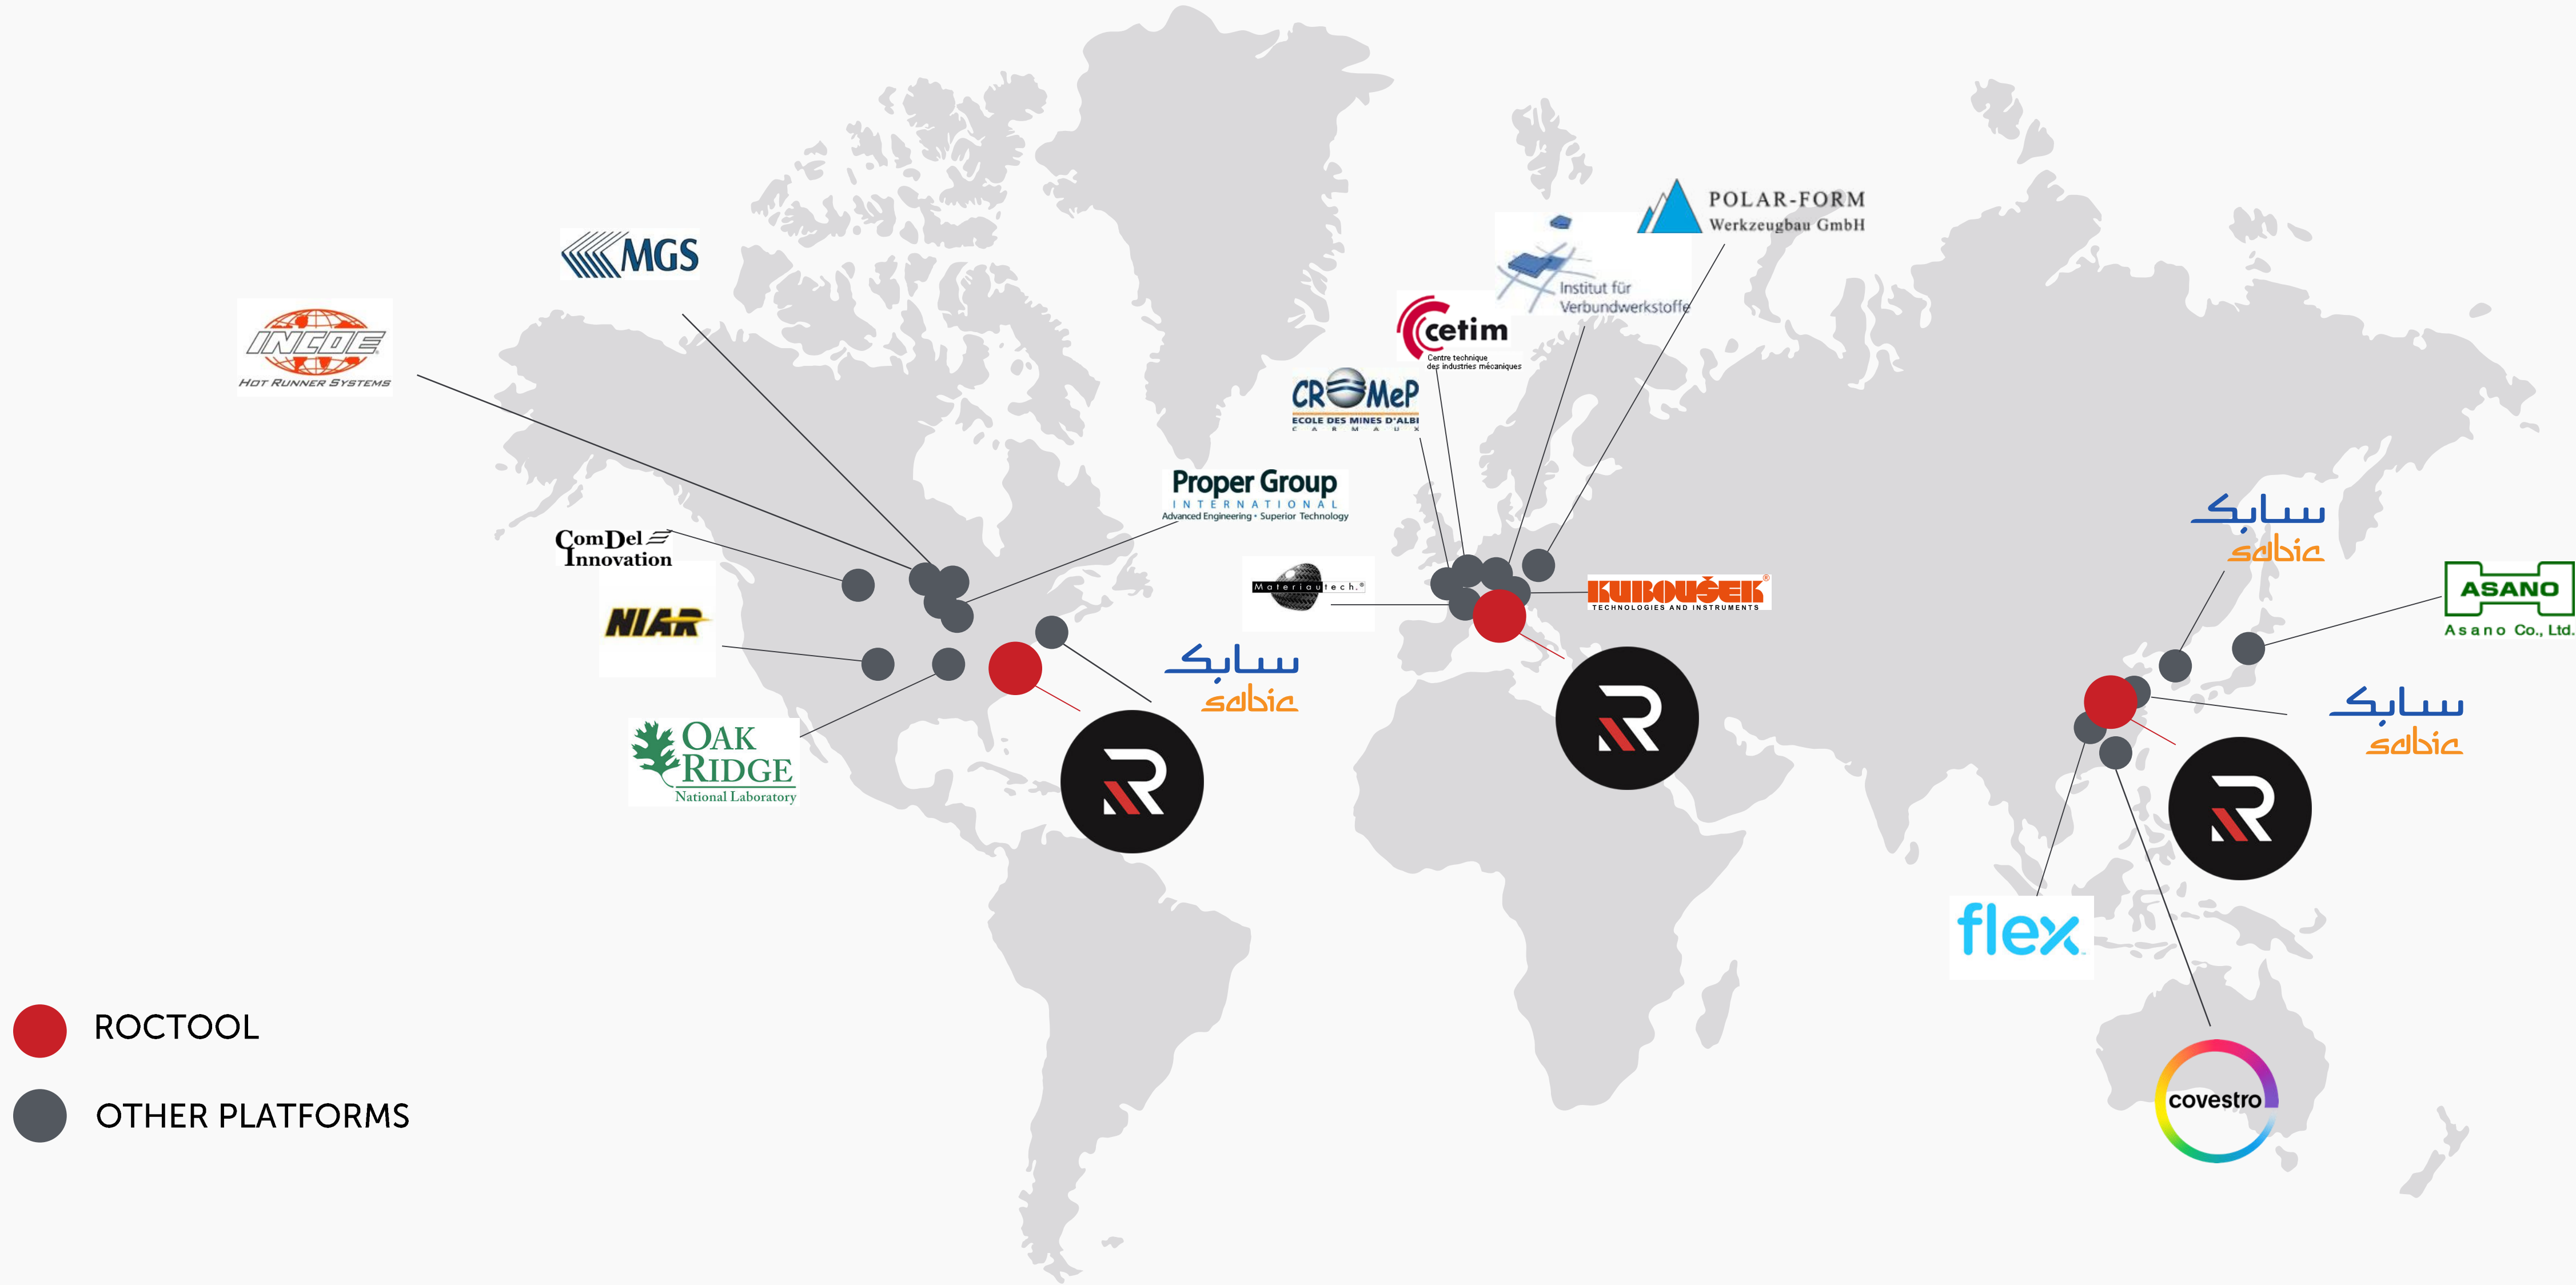 POLAR-FORM
Werkzeugbau GmbH
MGS
Institut für
Verbundwerkstoffe
INCOE
HOT RUNNER SYSTEMS
cetim
Centre technique
des industries mécaniques
CROMeP
ECOLE DES MINES D'ALBI
CARMAUX
Proper Group
INTERNATIONAL
Advanced Engineering • Superior Technology
سابك
sabic
ComDel
Innovation
Materiautech.®
KUBOUŠEK®
TECHNOLOGIES AND INSTRUMENTS
ASANO
Asano Co., Ltd.
NIAR
سابك
sabic
سابك
sabic
OAK
RIDGE
National Laboratory
R
R
R
flex
ROCTOOL
covestro
OTHER PLATFORMS